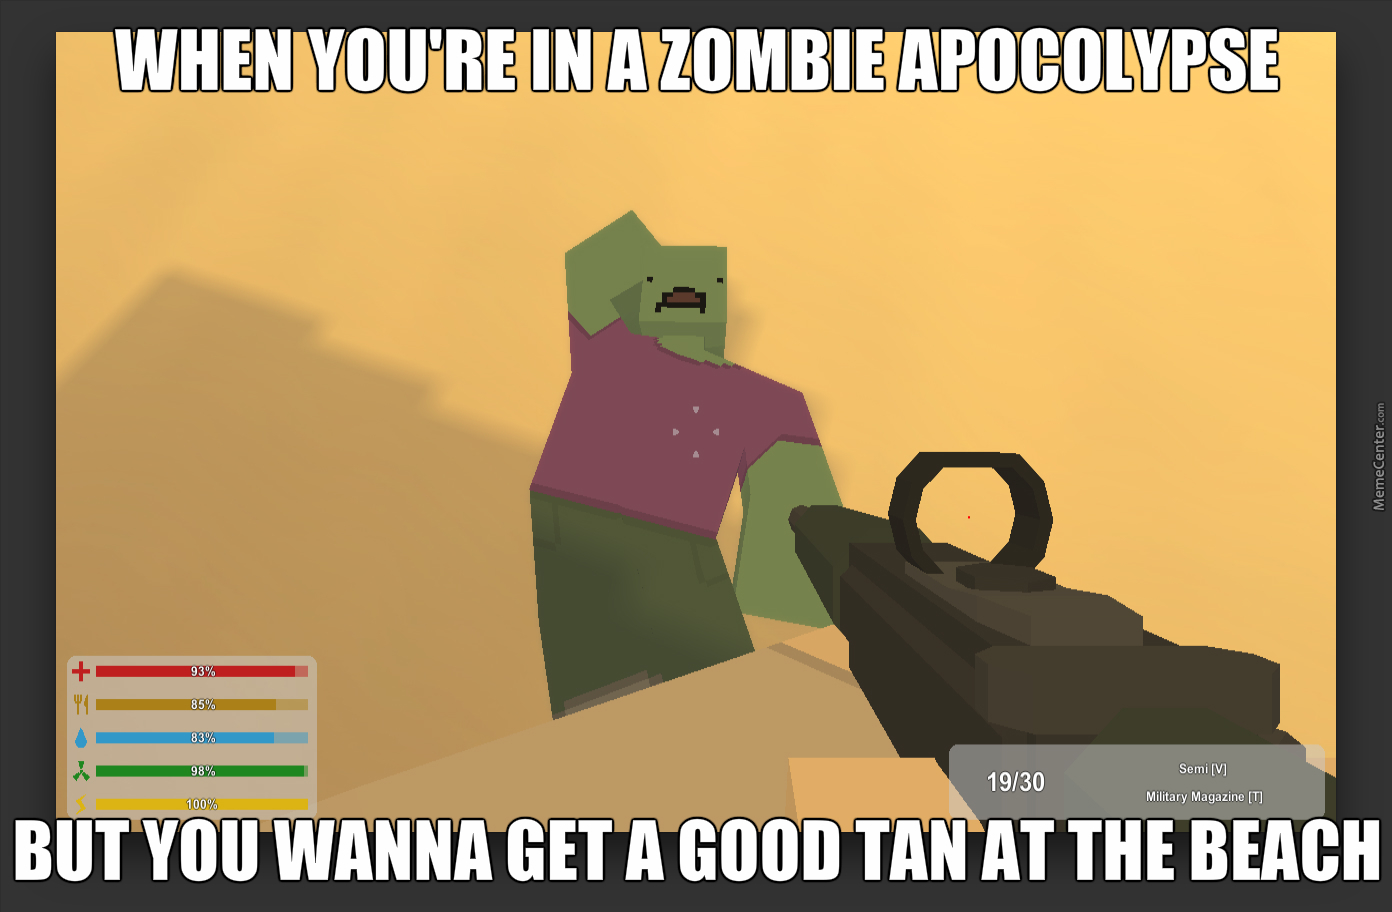 WHEN YOU'RE IN A ZOMBIE APOCOLYPSE
MemeCenter.com
93%
85%
83%
98%
100%
19/30
Semi [V]
Military Magazine [T]
BUT YOU WANNA GET A GOOD TAN AT THE BEACH